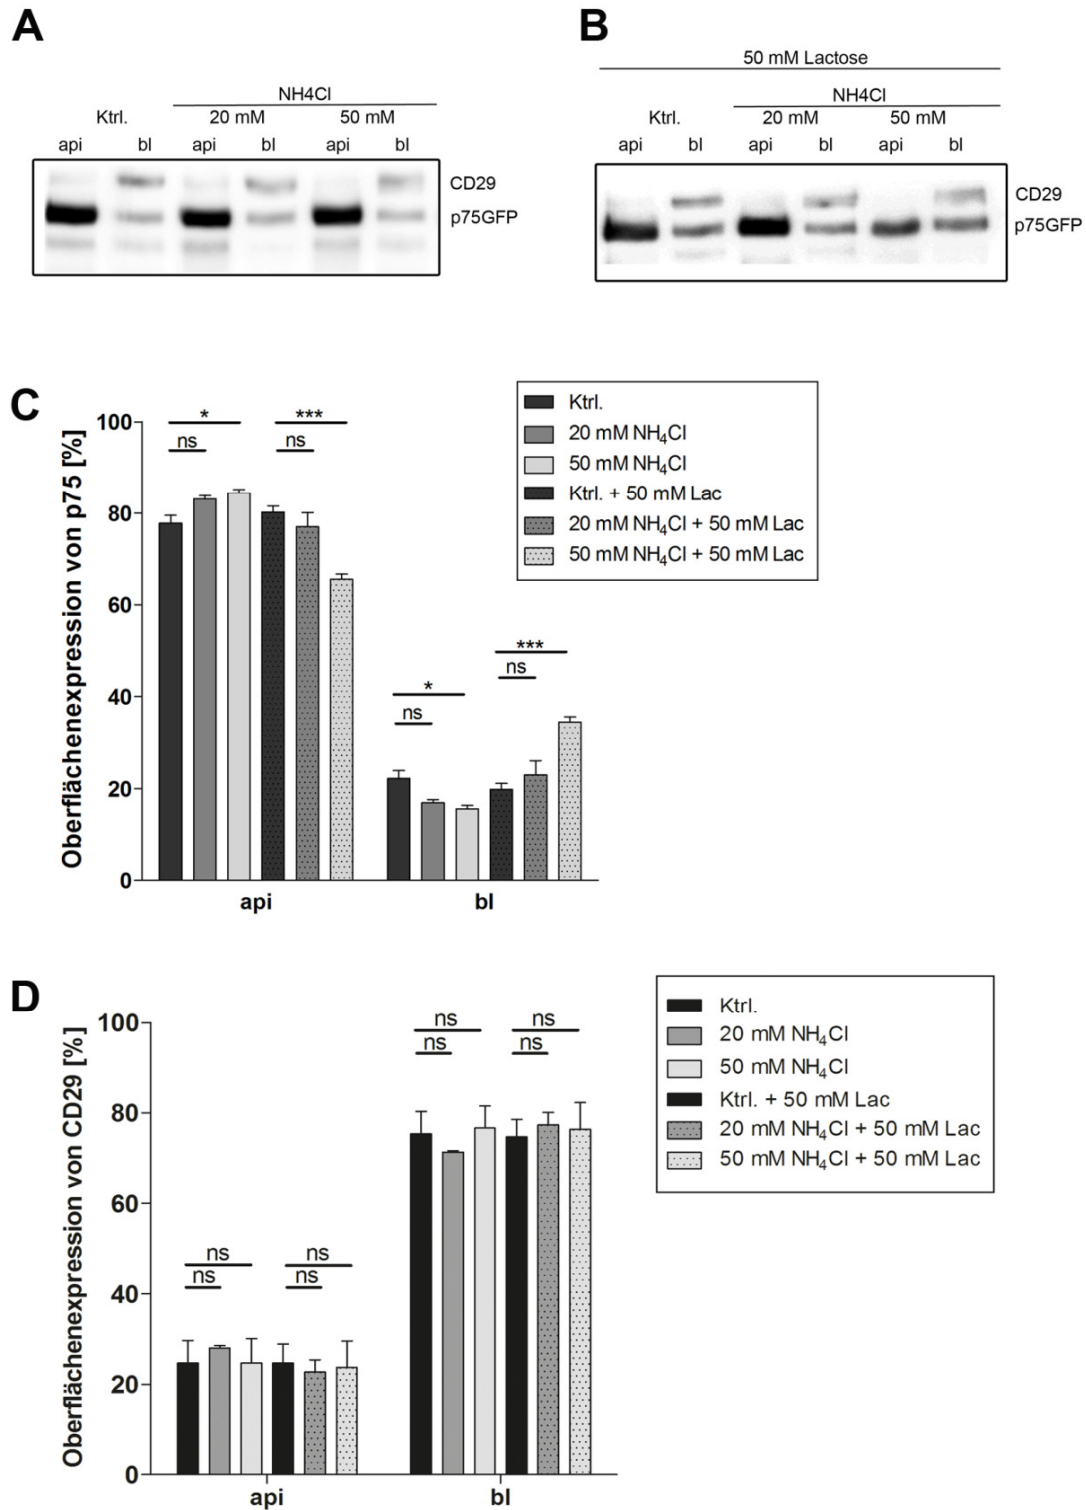 A
NH4Cl
Ktrl. 20 mM 50 mM
api bl api bl api bl
CD29
p75GFP
B
50 mM Lactose
NH4Cl
Ktrl. 20 mM 50 mM
api bl api bl api bl
CD29
p75GFP
C
Oberflächenexpression von p75 [%]
100
80
60
40
20
0
* ***
ns ns
* ***
ns ns
api bl
Ktrl.
20 mM NH₄Cl
50 mM NH₄Cl
Ktrl. + 50 mM Lac
20 mM NH₄Cl + 50 mM Lac
50 mM NH₄Cl + 50 mM Lac
D
Oberflächenexpression von CD29 [%]
100
80
60
40
20
0
ns ns
ns ns
ns ns
ns ns
api bl
Ktrl.
20 mM NH₄Cl
50 mM NH₄Cl
Ktrl. + 50 mM Lac
20 mM NH₄Cl + 50 mM Lac
50 mM NH₄Cl + 50 mM Lac